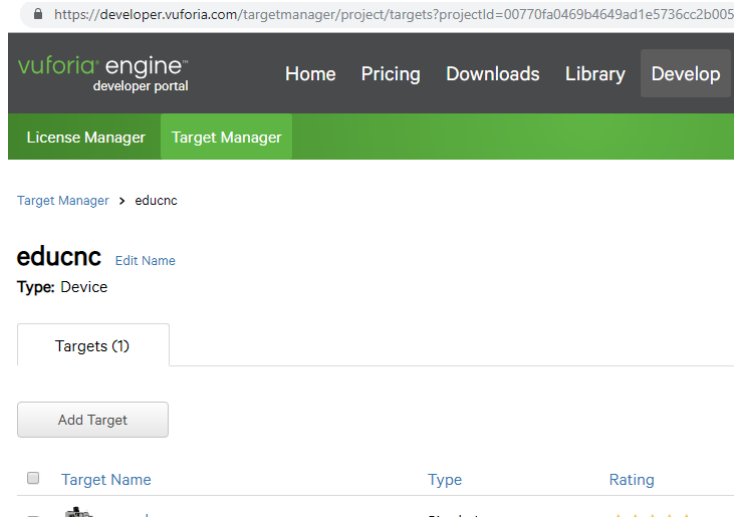 https://developer.vuforia.com/targetmanager/project/targets?projectId=00770fa0469b4649ad1e5736cc2b005
vuforia® engine™
developer portal
Home Pricing Downloads Library Develop
License Manager Target Manager
Target Manager > educnc
educnc Edit Name
Type: Device
Targets (1)
Add Target
Target Name Type Rating